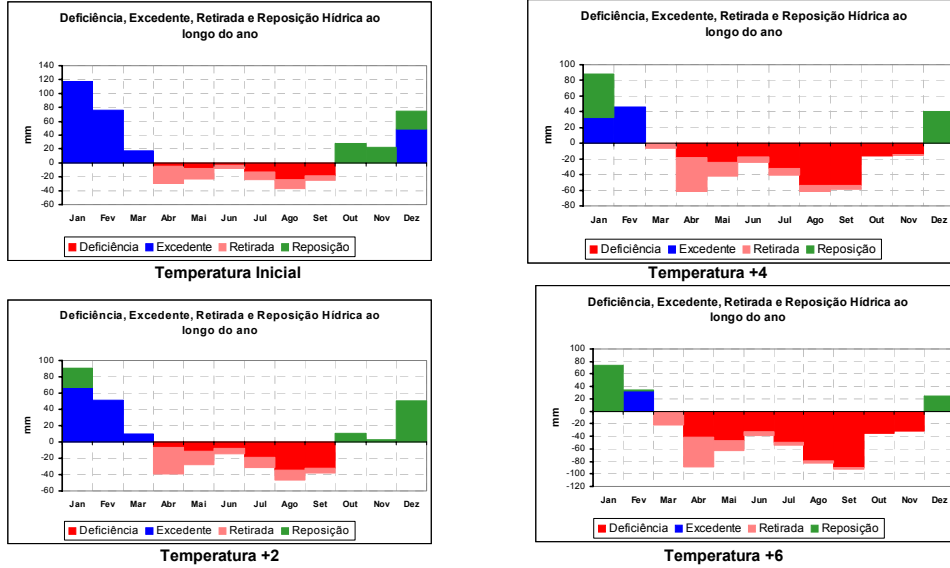 Deficiência, Excedente, Retirada e Reposição Hídrica ao
longo do ano
mm
140
120
100
80
60
40
20
0
-20
-40
-60
Jan Fev Mar Abr Mai Jun Jul Ago Set Out Nov Dez
Deficiência Excedente Retirada Reposição
Temperatura Inicial
Deficiência, Excedente, Retirada e Reposição Hídrica ao
longo do ano
mm
100
80
60
40
20
0
-20
-40
-60
-80
Jan Fev Mar Abr Mai Jun Jul Ago Set Out Nov Dez
Deficiência Excedente Retirada Reposição
Temperatura +4
Deficiência, Excedente, Retirada e Reposição Hídrica ao
longo do ano
mm
100
80
60
40
20
0
-20
-40
-60
Jan Fev Mar Abr Mai Jun Jul Ago Set Out Nov Dez
Deficiência Excedente Retirada Reposição
Temperatura +2
Deficiência, Excedente, Retirada e Reposição Hídrica ao
longo do ano
mm
100
80
60
40
20
0
-20
-40
-60
-80
-100
-120
Jan Fev Mar Abr Mai Jun Jul Ago Set Out Nov Dez
Deficiência Excedente Retirada Reposição
Temperatura +6